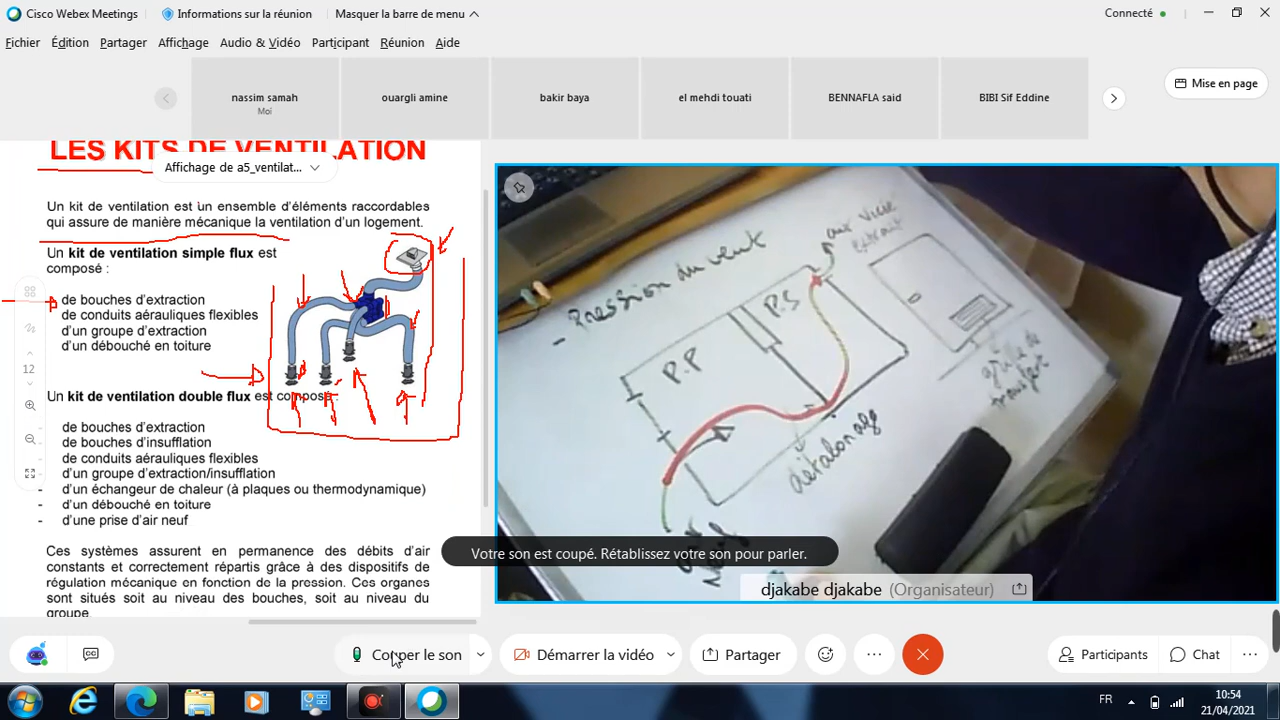 Cisco Webex Meetings
Informations sur la réunion
Masquer la barre de menu
Connecté
Fichier
Édition
Partager
Affichage
Audio & Vidéo
Participant
Réunion
Aide
nassim samah
Moi
ouargli amine
bakir baya
el mehdi touati
BENNAFLA said
BIBI Sif Eddine
Mise en page
LES KITS DE VENTILATION
Affichage de a5_ventilat...
Un kit de ventilation est un ensemble d'éléments raccordables
qui assure de manière mécanique la ventilation d'un logement.
Un kit de ventilation simple flux est
composé :
de bouches d'extraction
de conduits aérauliques flexibles
d'un groupe d'extraction
d'un débouché en toiture
12
Un kit de ventilation double flux est composé :
de bouches d'extraction
de bouches d'insufflation
de conduits aérauliques flexibles
d'un groupe d'extraction/insufflation
- d'un échangeur de chaleur (à plaques ou thermodynamique)
- d'un débouché en toiture
- d'une prise d'air neuf
Ces systèmes assurent en permanence des débits d'air
constants et correctement répartis grâce à des dispositifs de
régulation mécanique en fonction de la pression. Ces organes
sont situés soit au niveau des bouches, soit au niveau du
groupe.
- Pression du vent
P.P
P.S
air vicié
extrait
grille de
transfert
détalonage
neuf
Votre son est coupé. Rétablissez votre son pour parler.
djakabe djakabe (Organisateur)
Couper le son
Démarrer la vidéo
Partager
Participants
Chat
FR
10:54
21/04/2021